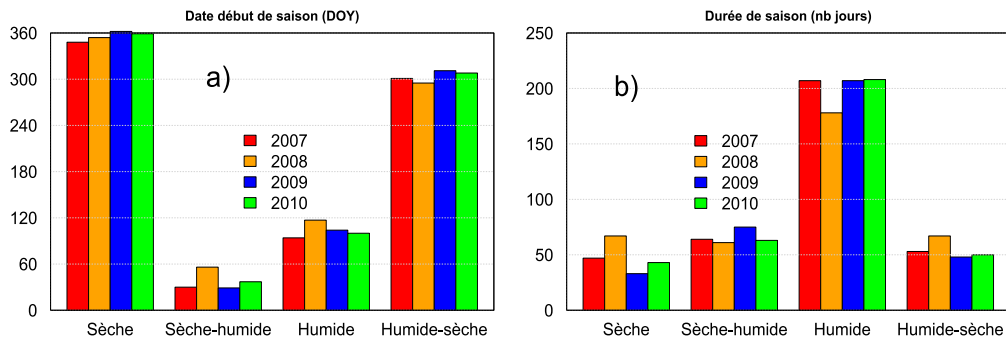 Date début de saison (DOY)
360
300
240
180
120
60
0
a)
2007
2008
2009
2010
Sèche
Sèche-humide
Humide
Humide-sèche
Durée de saison (nb jours)
250
200
150
100
50
0
b)
2007
2008
2009
2010
Sèche
Sèche-humide
Humide
Humide-sèche